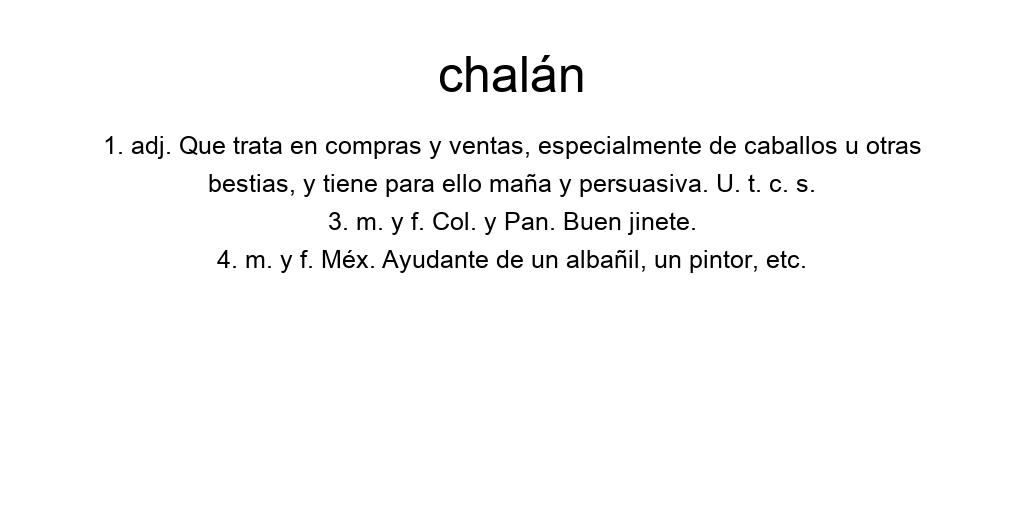 chalán
1. adj. Que trata en compras y ventas, especialmente de caballos u otras
bestias, y tiene para ello maña y persuasiva. U. t. c. s.
3. m. y f. Col. y Pan. Buen jinete.
4. m. y f. Méx. Ayudante de un albañil, un pintor, etc.